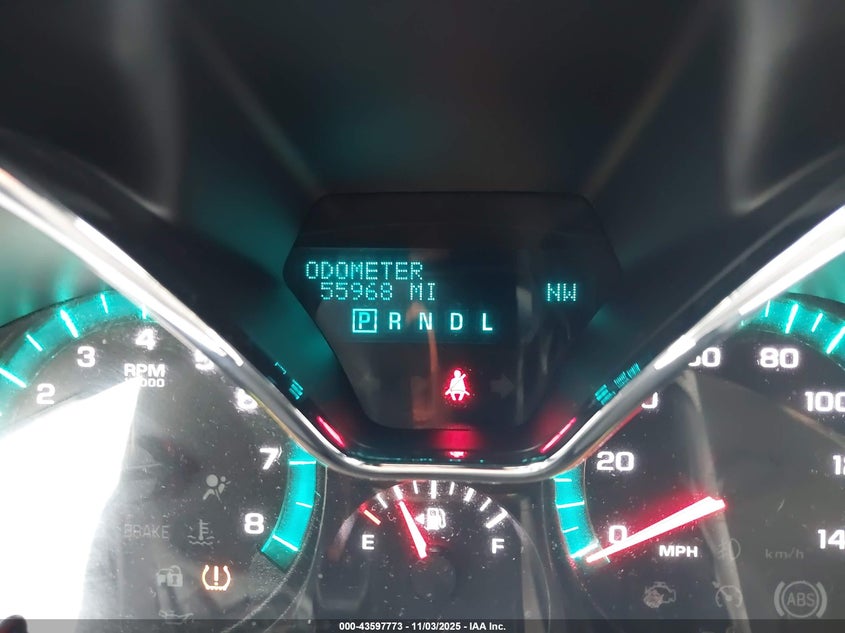 ODOMETER
55968 MI NW
P R N D L
2 3 4 5 6 7 8
RPM
20 60 80 100
0
MPH
km/h
E F
BRAKE
ABS
000-43597773 - 11/03/2025 - IAA Inc.